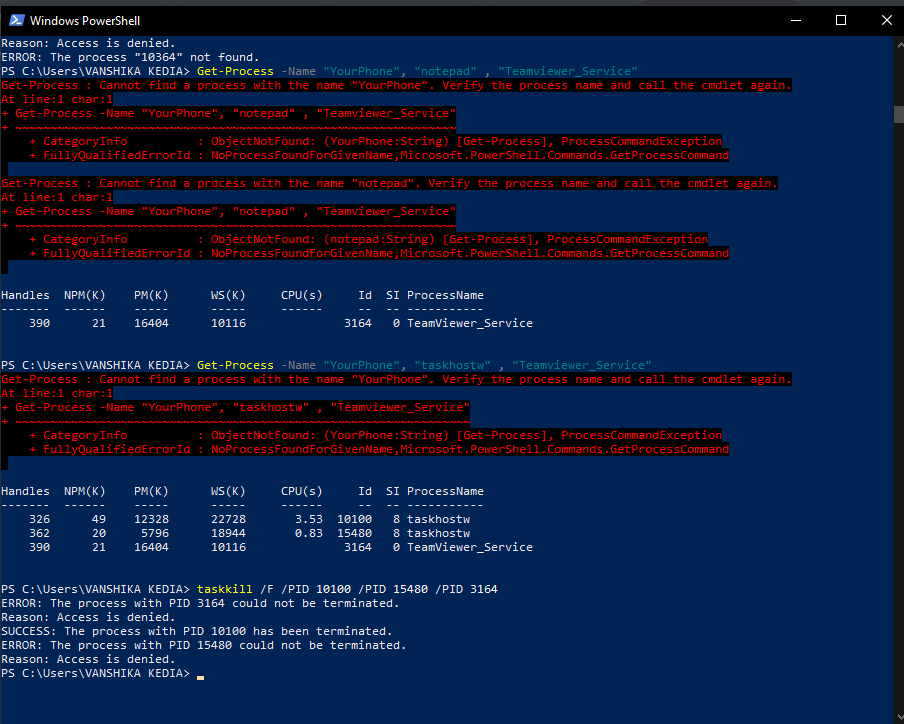 Windows PowerShell
Reason: Access is denied.
ERROR: The process "10364" not found.
PS C:\Users\VANSHIKA KEDIA> Get-Process -Name "YourPhone", "notepad" , "Teamviewer_Service"
Get-Process : Cannot find a process with the name "YourPhone". Verify the process name and call the cmdlet again.
At line:1 char:1
+ Get-Process -Name "YourPhone", "notepad" , "Teamviewer_Service"
+ ~~~~~~~~~~~~~~~~~~~~~~~~~~~~~~~~~~~~~~~~~~~~~~~~~~~~~~~~~~~~~~~
    + CategoryInfo          : ObjectNotFound: (YourPhone:String) [Get-Process], ProcessCommandException
    + FullyQualifiedErrorId : NoProcessFoundForGivenName,Microsoft.PowerShell.Commands.GetProcessCommand
Get-Process : Cannot find a process with the name "notepad". Verify the process name and call the cmdlet again.
At line:1 char:1
+ Get-Process -Name "YourPhone", "notepad" , "Teamviewer_Service"
+ ~~~~~~~~~~~~~~~~~~~~~~~~~~~~~~~~~~~~~~~~~~~~~~~~~~~~~~~~~~~~~~~
    + CategoryInfo          : ObjectNotFound: (notepad:String) [Get-Process], ProcessCommandException
    + FullyQualifiedErrorId : NoProcessFoundForGivenName,Microsoft.PowerShell.Commands.GetProcessCommand
Handles  NPM(K)    PM(K)      WS(K)     CPU(s)     Id  SI ProcessName
-------  ------    -----      -----     ------     --  -- -----------
    390      21    16404      10116              3164   0 TeamViewer_Service
PS C:\Users\VANSHIKA KEDIA> Get-Process -Name "YourPhone", "taskhostw" , "Teamviewer_Service"
Get-Process : Cannot find a process with the name "YourPhone". Verify the process name and call the cmdlet again.
At line:1 char:1
+ Get-Process -Name "YourPhone", "taskhostw" , "Teamviewer_Service"
+ ~~~~~~~~~~~~~~~~~~~~~~~~~~~~~~~~~~~~~~~~~~~~~~~~~~~~~~~~~~~~~~~~~
    + CategoryInfo          : ObjectNotFound: (YourPhone:String) [Get-Process], ProcessCommandException
    + FullyQualifiedErrorId : NoProcessFoundForGivenName,Microsoft.PowerShell.Commands.GetProcessCommand
Handles  NPM(K)    PM(K)      WS(K)     CPU(s)     Id  SI ProcessName
-------  ------    -----      -----     ------     --  -- -----------
    326      49    12328      22728       3.53  10100   8 taskhostw
    362      20     5796      18944       0.83  15480   8 taskhostw
    390      21    16404      10116              3164   0 TeamViewer_Service
PS C:\Users\VANSHIKA KEDIA> taskkill /F /PID 10100 /PID 15480 /PID 3164
ERROR: The process with PID 3164 could not be terminated.
Reason: Access is denied.
SUCCESS: The process with PID 10100 has been terminated.
ERROR: The process with PID 15480 could not be terminated.
Reason: Access is denied.
PS C:\Users\VANSHIKA KEDIA>